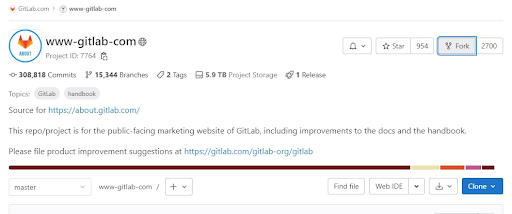 GitLab.com › www-gitlab-com
ABOUT
www-gitlab-com
Project ID: 7764
Star 954
Fork 2700
308,818 Commits 15,344 Branches 2 Tags 5.9 TB Project Storage 1 Release
Topics: GitLab handbook
Source for https://about.gitlab.com/
This repo/project is for the public-facing marketing website of GitLab, including improvements to the docs and the handbook.
Please file product improvement suggestions at https://gitlab.com/gitlab-org/gitlab
master www-gitlab-com / + Find file Web IDE Clone